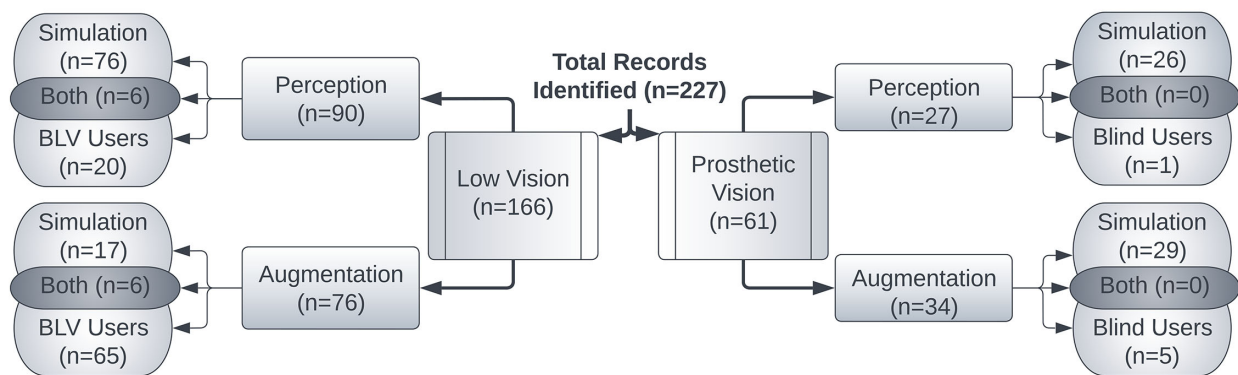 Total Records
Identified (n=227)
Low Vision
(n=166)
Perception
(n=90)
Simulation
(n=76)
Both (n=6)
BLV Users
(n=20)
Augmentation
(n=76)
Simulation
(n=17)
Both (n=6)
BLV Users
(n=65)
Prosthetic
Vision
(n=61)
Perception
(n=27)
Simulation
(n=26)
Both (n=0)
Blind Users
(n=1)
Augmentation
(n=34)
Simulation
(n=29)
Both (n=0)
Blind Users
(n=5)